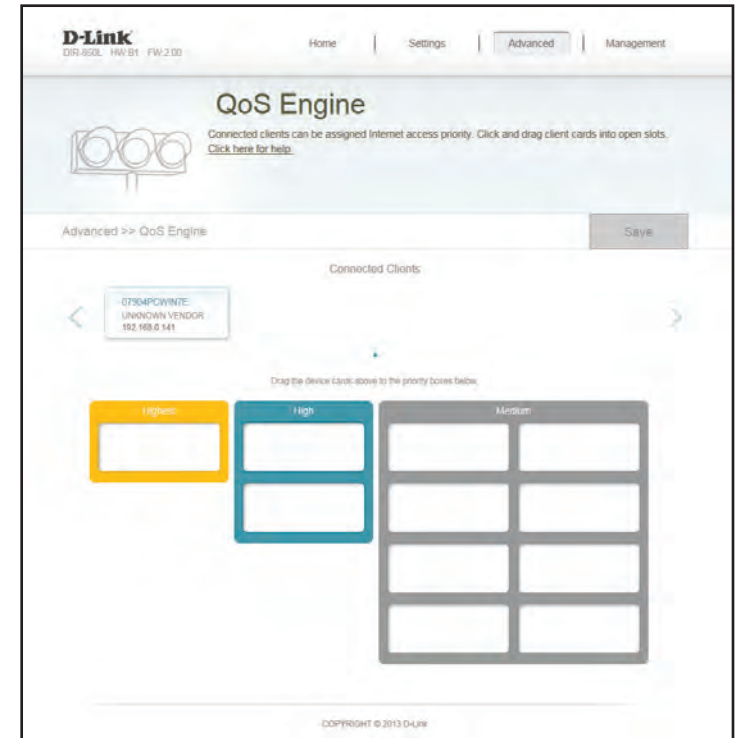 D-Link
DIR-850L HW:B1 FW:2.00
Home | Settings | Advanced | Management
QoS Engine
Connected clients can be assigned Internet access priority. Click and drag client cards into open slots.
Click here for help.
Advanced >> QoS Engine
Save
Connected Clients
07904PCWIN7E
UNKNOWN VENDOR
192.168.0.141
Drag the device cards above to the priority boxes below.
Highest
High
Medium
COPYRIGHT © 2013 D-Link